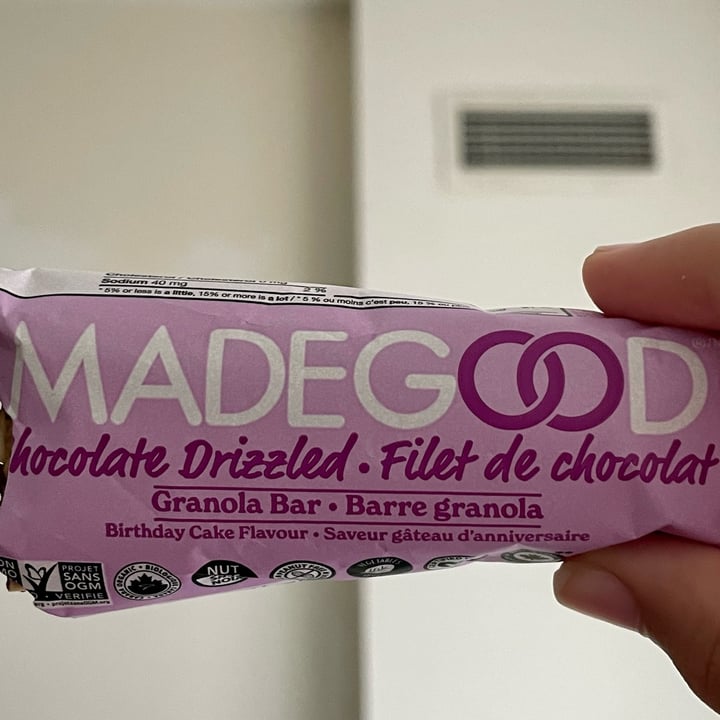 Sodium 40 mg 2 %
*5% or less is a little, 15% or more is a lot / *5 % ou moins c'est peu, 15 %
MADEGOOD
hocolate Drizzled • Filet de chocolat
Granola Bar • Barre granola
Birthday Cake Flavour • Saveur gâteau d'anniversaire
PROJET
SANS
OGM
VÉRIFIÉ
NUT
VEGETABLES